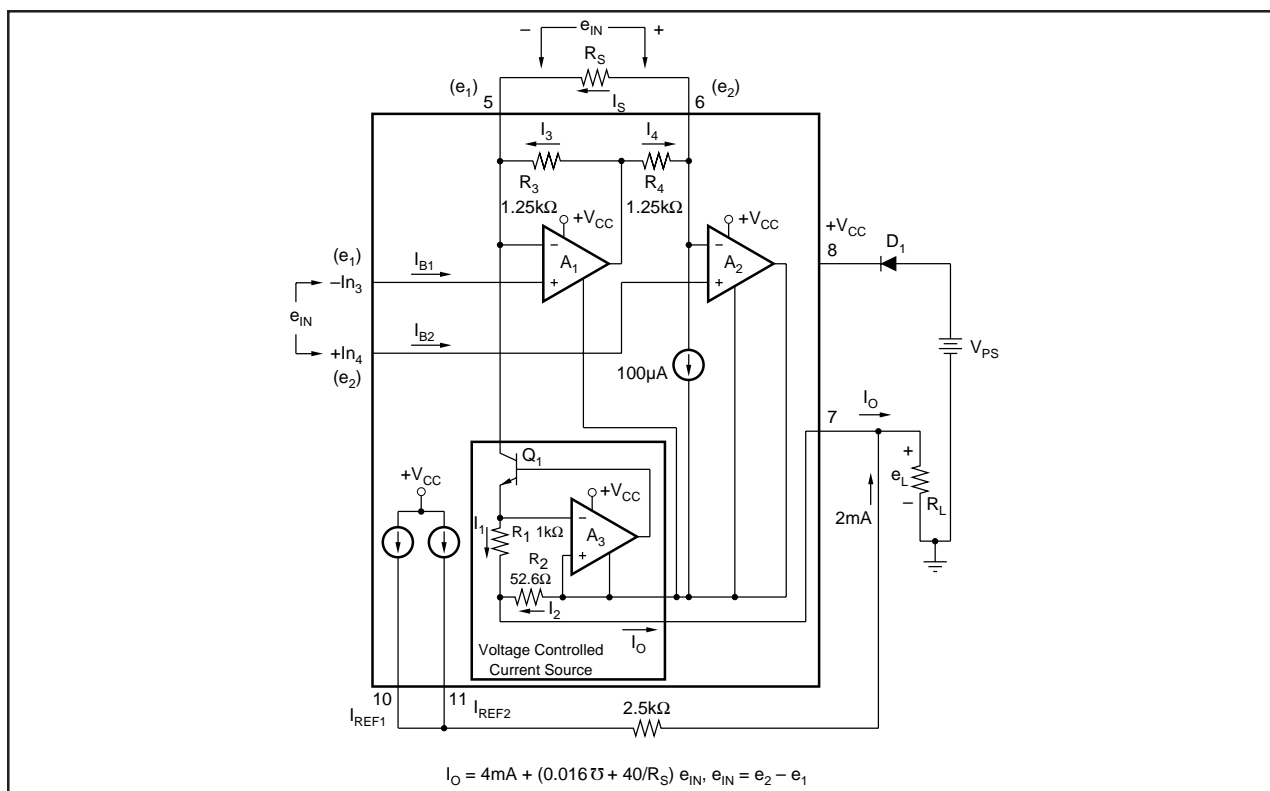 − e_IN +
R_S
(e_1) (e_2)
5 I_S 6
I_3 I_4
R_3 R_4
1.25kΩ 1.25kΩ
+V_CC +V_CC
+V_CC D_1
8
(e_1) I_B1 − A_1 − A_2
−In_3 + +
e_IN
I_B2
+In_4
(e_2)
V_PS
100µA
7 I_O
Q_1
+
e_L
− R_L
+V_CC +V_CC
2mA
I_1 R_1 1kΩ − A_3
R_2 +
52.6Ω
I_2
I_O
Voltage Controlled
Current Source
10 11
I_REF1 I_REF2 2.5kΩ
I_O = 4mA + (0.016℧ + 40/R_S) e_IN, e_IN = e_2 − e_1